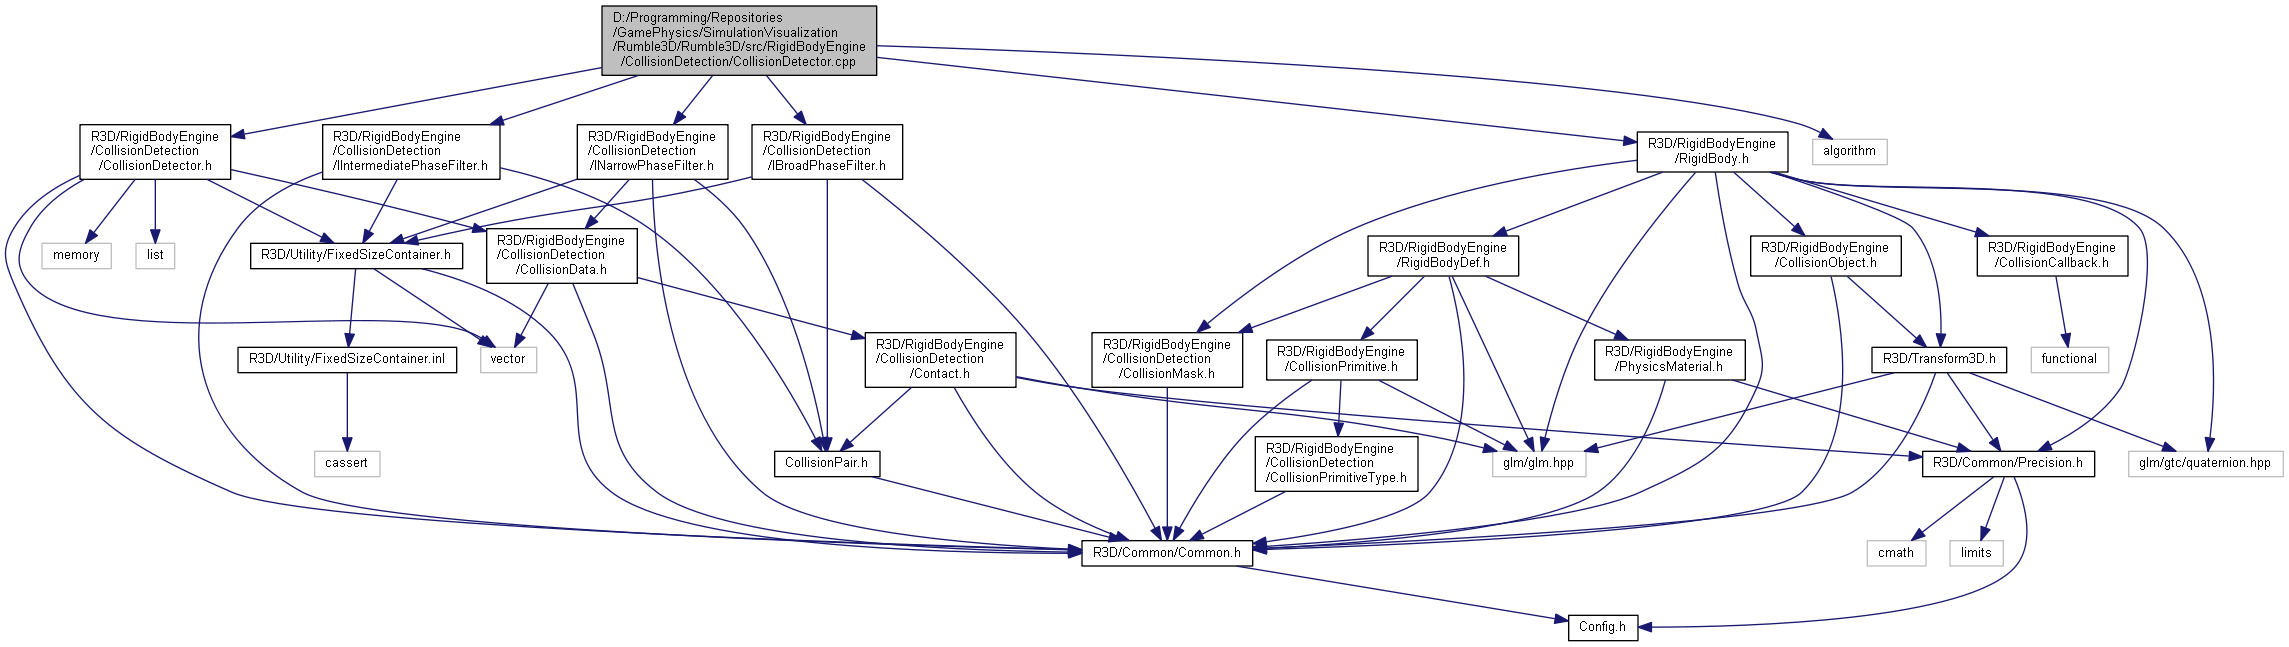 D:/Programming/Repositories
/GamePhysics/SimulationVisualization
/Rumble3D/Rumble3D/src/RigidBodyEngine
/CollisionDetection/CollisionDetector.cpp
R3D/RigidBodyEngine
/CollisionDetection
/CollisionDetector.h
R3D/RigidBodyEngine
/CollisionDetection
/IIntermediatePhaseFilter.h
R3D/RigidBodyEngine
/CollisionDetection
/INarrowPhaseFilter.h
R3D/RigidBodyEngine
/CollisionDetection
/IBroadPhaseFilter.h
R3D/RigidBodyEngine
/RigidBody.h
algorithm
memory
list
R3D/Utility/FixedSizeContainer.h
R3D/RigidBodyEngine
/CollisionDetection
/CollisionData.h
R3D/RigidBodyEngine
/RigidBodyDef.h
R3D/RigidBodyEngine
/CollisionObject.h
R3D/RigidBodyEngine
/CollisionCallback.h
R3D/Utility/FixedSizeContainer.inl
vector
R3D/RigidBodyEngine
/CollisionDetection
/Contact.h
R3D/RigidBodyEngine
/CollisionDetection
/CollisionMask.h
R3D/RigidBodyEngine
/CollisionPrimitive.h
R3D/RigidBodyEngine
/PhysicsMaterial.h
R3D/Transform3D.h
functional
cassert
CollisionPair.h
R3D/RigidBodyEngine
/CollisionDetection
/CollisionPrimitiveType.h
glm/glm.hpp
R3D/Common/Precision.h
glm/gtc/quaternion.hpp
R3D/Common/Common.h
cmath
limits
Config.h